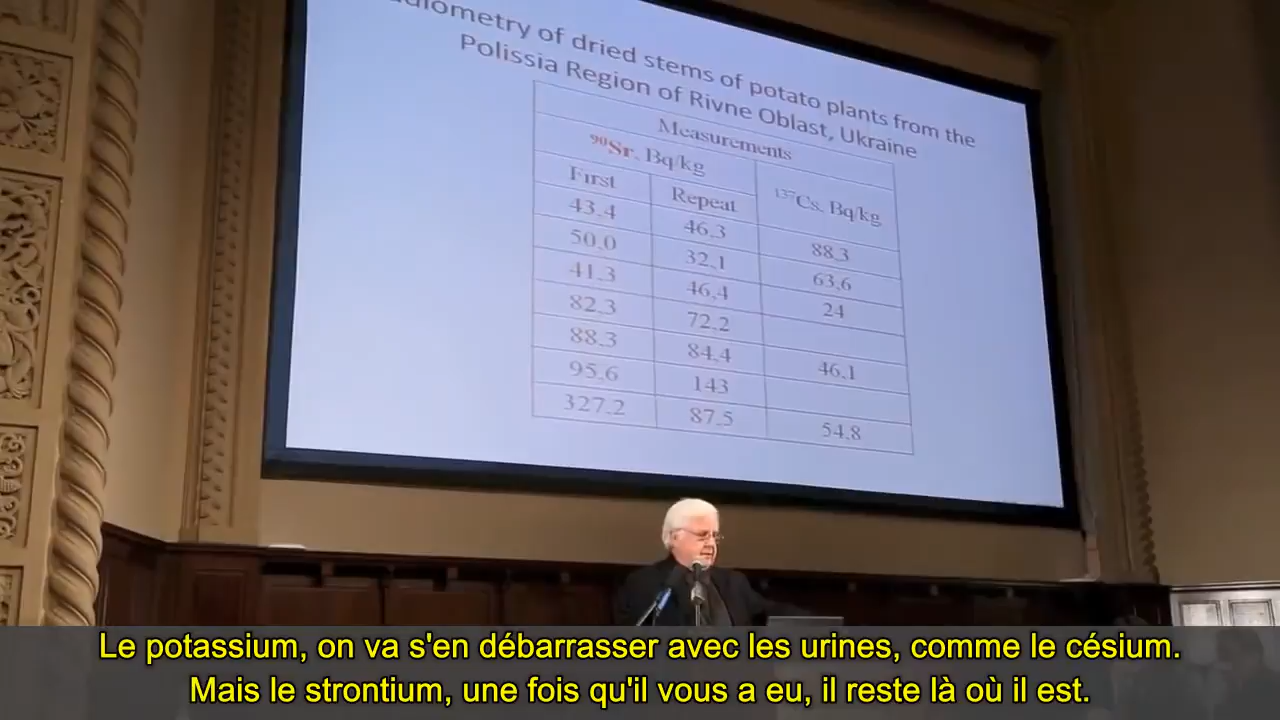 of dried stems of potato plants from the
Polissia Region of Rivne Oblast, Ukraine
Measurements
⁹⁰Sr. Bq/kg
¹³⁷Cs. Bq/kg
First Repeat
43.4 46.3 88.3
50.0 32.1 63.6
41.3 46.4 24
82.3 72.2
88.3 84.4 46.1
95.6 143
327.2 87.5 54.8
Le potassium, on va s'en débarrasser avec les urines, comme le césium.
Mais le strontium, une fois qu'il vous a eu, il reste là où il est.